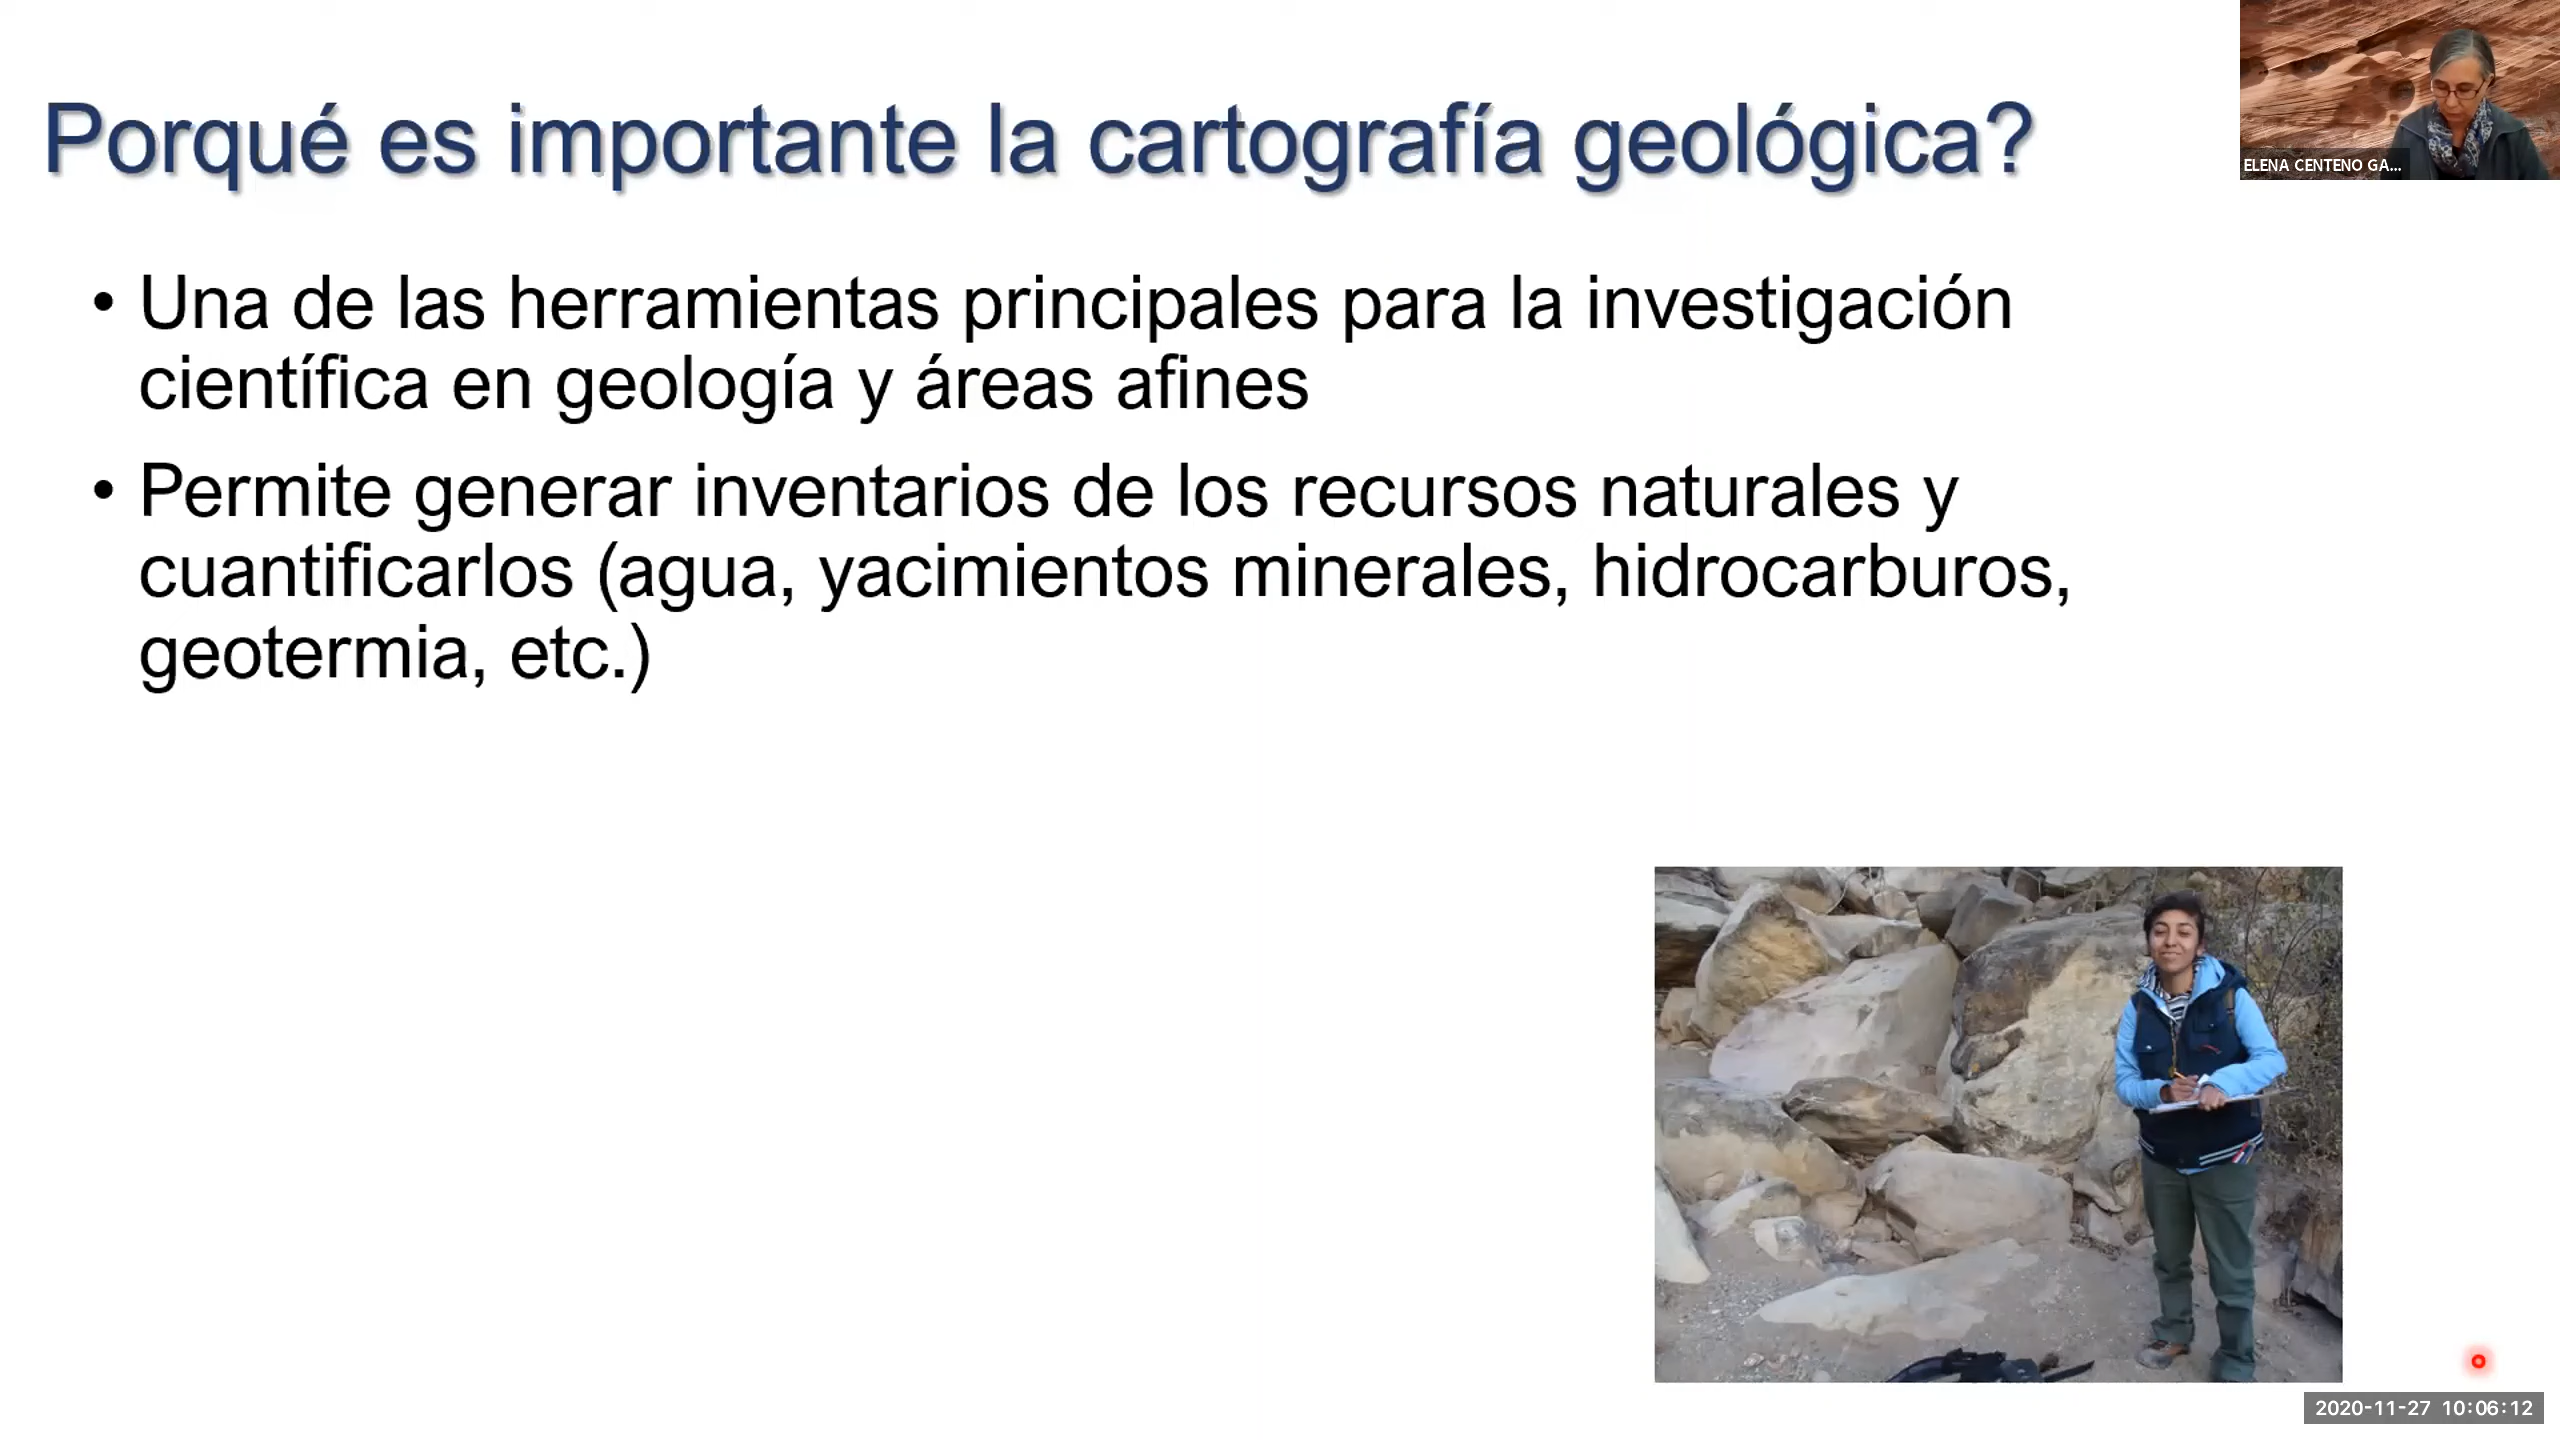 Porqué es importante la cartografía geológica?
ELENA CENTENO GA...
• Una de las herramientas principales para la investigación
científica en geología y áreas afines
• Permite generar inventarios de los recursos naturales y
cuantificarlos (agua, yacimientos minerales, hidrocarburos,
geotermia, etc.)
2020-11-27 10:06:12